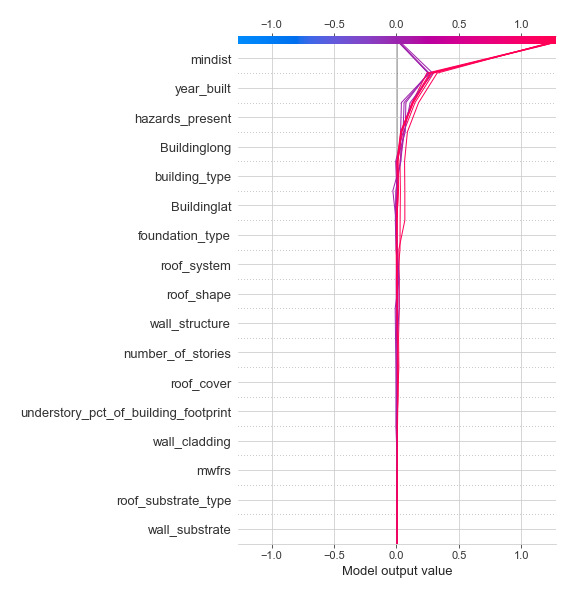 −1.0 −0.5 0.0 0.5 1.0
mindist
year_built
hazards_present
Buildinglong
building_type
Buildinglat
foundation_type
roof_system
roof_shape
wall_structure
number_of_stories
roof_cover
understory_pct_of_building_footprint
wall_cladding
mwfrs
roof_substrate_type
wall_substrate
−1.0 −0.5 0.0 0.5 1.0
Model output value